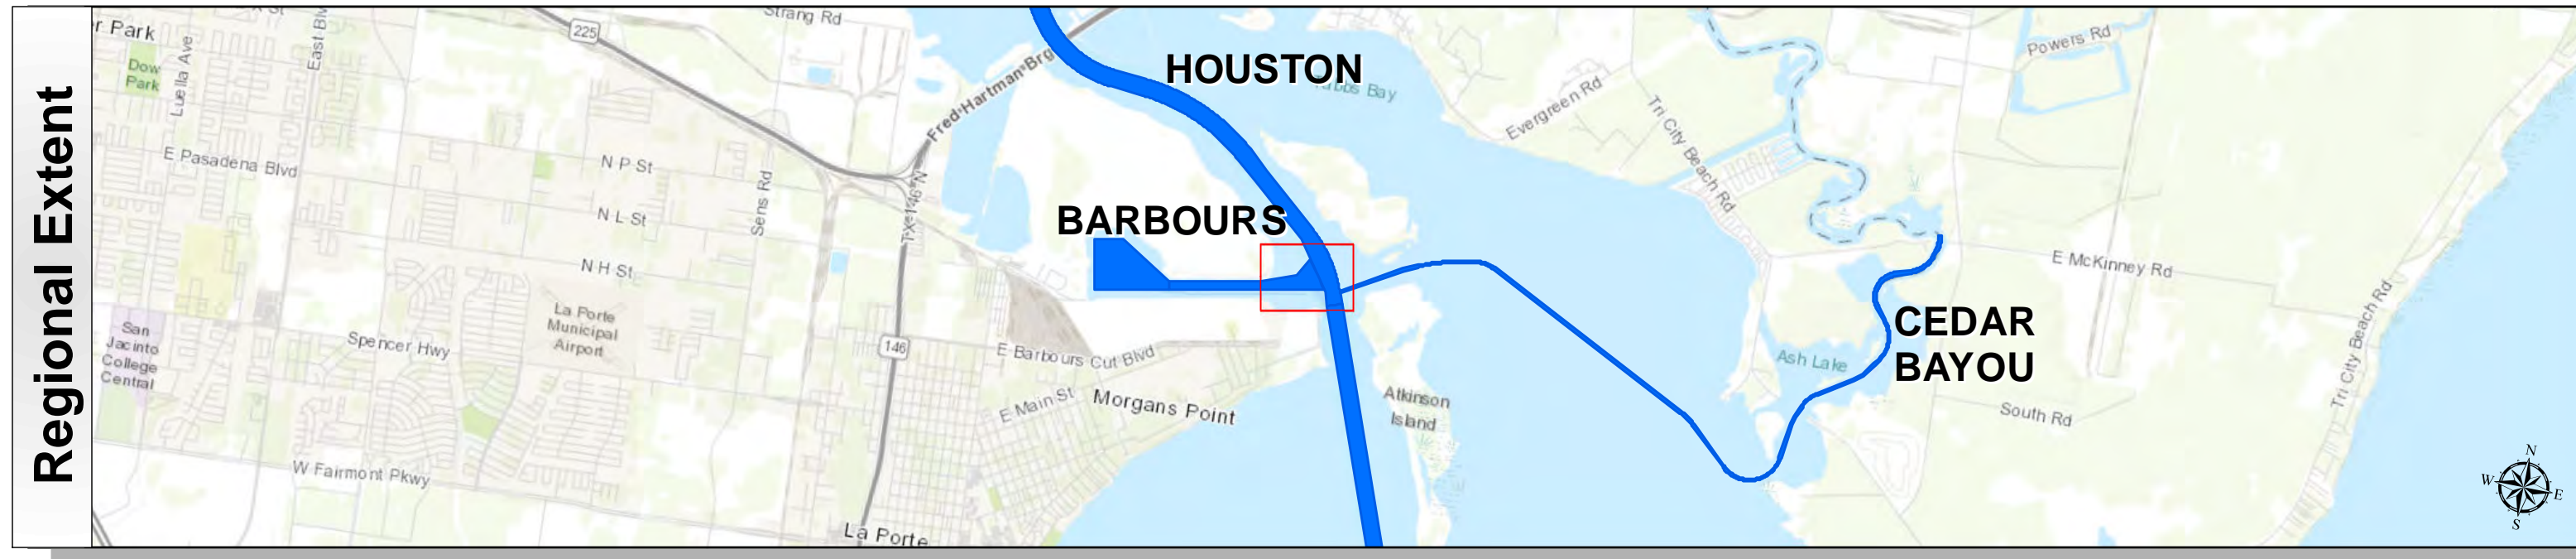 Regional Extent
r Park
Dow
Park
Luella Ave
East Blv
225
Strang Rd
Fred Hartman Brg
HOUSTON
Tabbs Bay
Evergreen Rd
Tri City Beach Rd
Powers Rd
E Pasadena Blvd
N P St
N L St
N H St
Sens Rd
TX-146 N
BARBOURS
E McKinney Rd
CEDAR
BAYOU
San
Jacinto
College
Central
Spencer Hwy
La Porte
Municipal
Airport
146
E Barbours Cut Blvd
E Main St
Morgans Point
Atkinson
Island
Ash Lake
South Rd
Tri City Beach Rd
W Fairmont Pkwy
La Porte
N
W
E
S